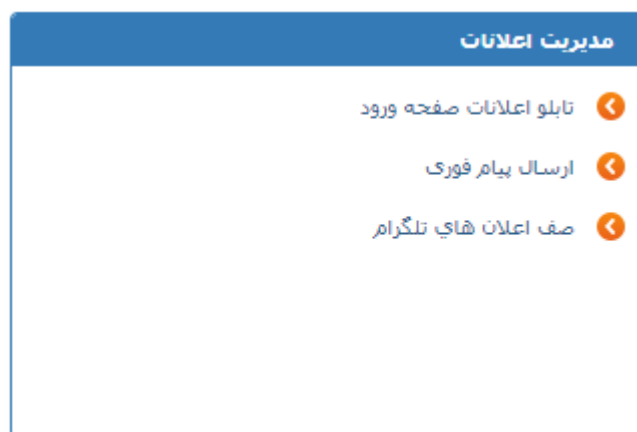 مدیریت اعلانات
تابلو اعلانات صفحه ورود
ارسال پیام فوری
صف اعلان هاي تلگرام